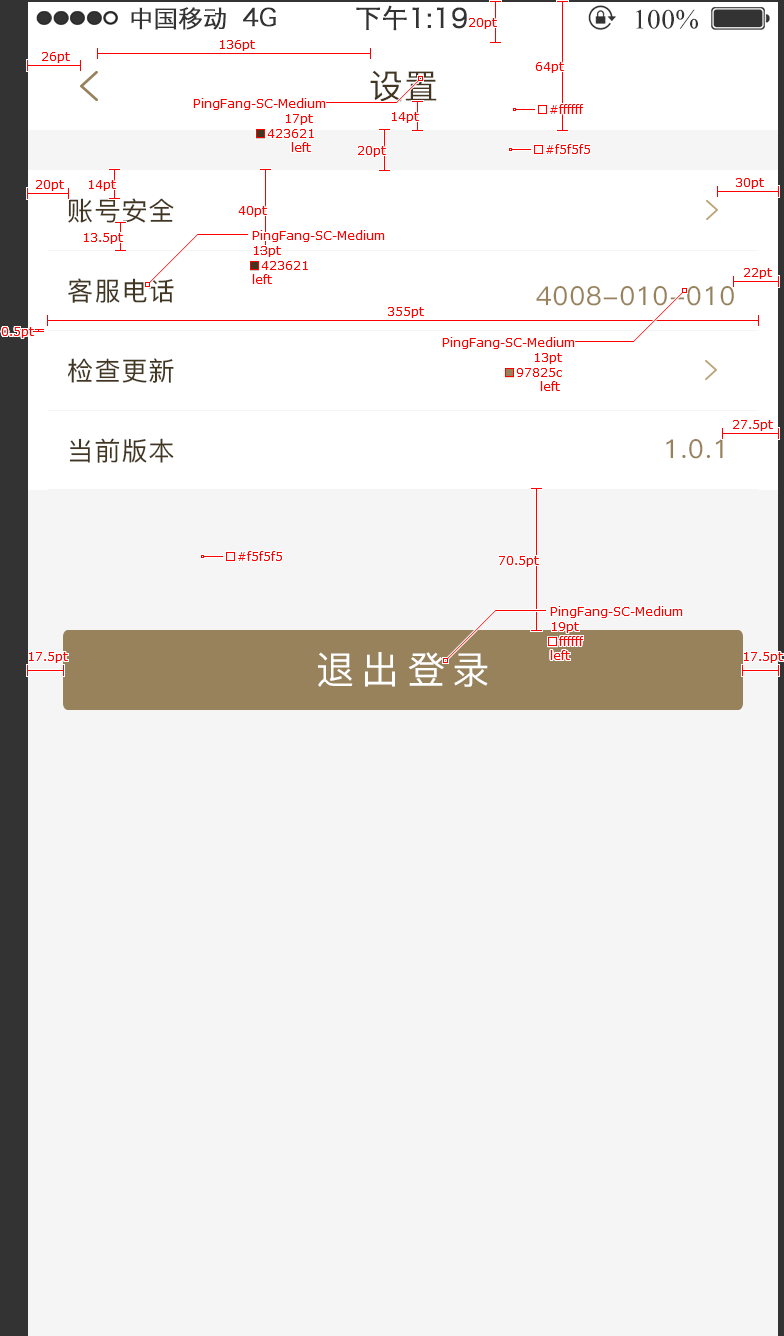 中国移动 4G 下午1:19 100%
20pt
136pt
26pt
64pt
设置
PingFang-SC-Medium
17pt
423621
left
14pt
#ffffff
20pt
#f5f5f5
20pt
14pt
30pt
账号安全
40pt
13.5pt
PingFang-SC-Medium
13pt
423621
left
22pt
客服电话
4008-010-010
355pt
0.5pt
PingFang-SC-Medium
13pt
97825c
left
检查更新
27.5pt
当前版本
1.0.1
70.5pt
#f5f5f5
PingFang-SC-Medium
19pt
ffffff
left
17.5pt
17.5pt
退出登录